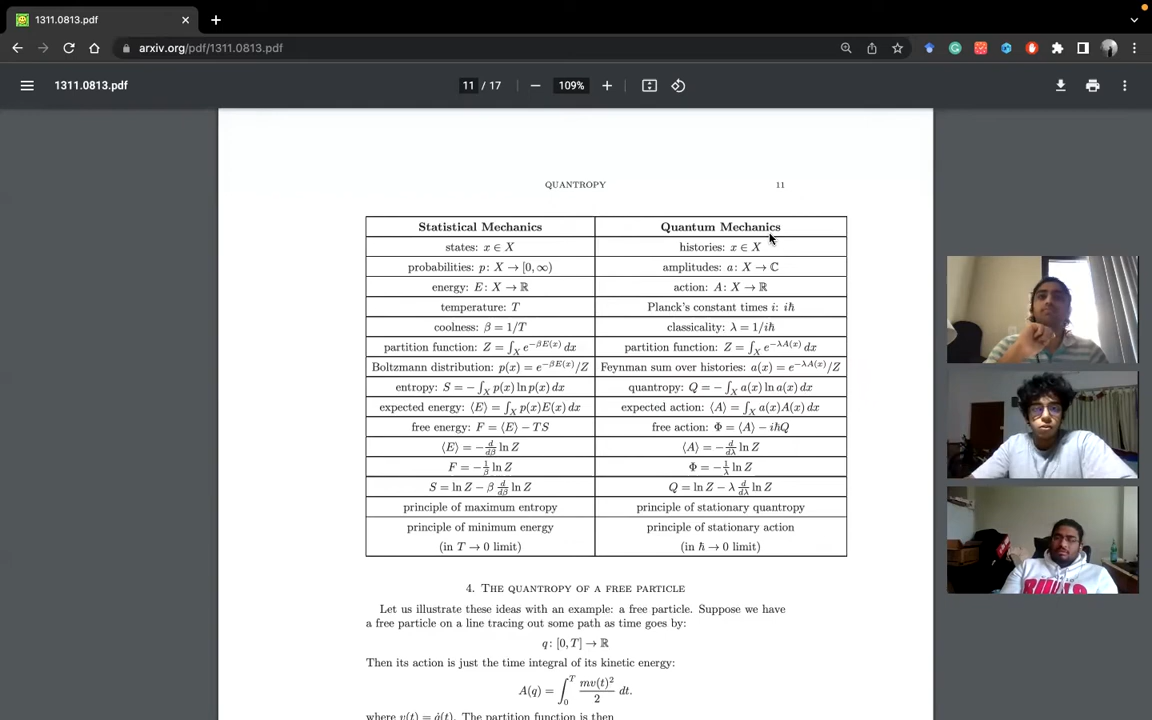 1311.0813.pdf
arxiv.org/pdf/1311.0813.pdf
1311.0813.pdf 11 / 17 109%
QUANTROPY 11
Statistical Mechanics Quantum Mechanics
states: x ∈ X histories: x ∈ X
probabilities: p: X → [0, ∞) amplitudes: a: X → ℂ
energy: E: X → ℝ action: A: X → ℝ
temperature: T Planck's constant times i: iħ
coolness: β = 1/T classicality: λ = 1/iħ
partition function: Z = ∫_X e^{−βE(x)} dx partition function: Z = ∫_X e^{−λA(x)} dx
Boltzmann distribution: p(x) = e^{−βE(x)}/Z Feynman sum over histories: a(x) = e^{−λA(x)}/Z
entropy: S = − ∫_X p(x) ln p(x) dx quantropy: Q = − ∫_X a(x) ln a(x) dx
expected energy: ⟨E⟩ = ∫_X p(x)E(x) dx expected action: ⟨A⟩ = ∫_X a(x)A(x) dx
free energy: F = ⟨E⟩ − TS free action: Φ = ⟨A⟩ − iħQ
⟨E⟩ = − d/dβ ln Z ⟨A⟩ = − d/dλ ln Z
F = − 1/β ln Z Φ = − 1/λ ln Z
S = ln Z − β d/dβ ln Z Q = ln Z − λ d/dλ ln Z
principle of maximum entropy principle of stationary quantropy
principle of minimum energy principle of stationary action
(in T → 0 limit) (in ħ → 0 limit)
4. THE QUANTROPY OF A FREE PARTICLE
Let us illustrate these ideas with an example: a free particle. Suppose we have
a free particle on a line tracing out some path as time goes by:
q: [0, T] → ℝ
Then its action is just the time integral of its kinetic energy:
A(q) = ∫_0^T mv(t)²/2 dt.
where v(t) = q̇(t). The partition function is then